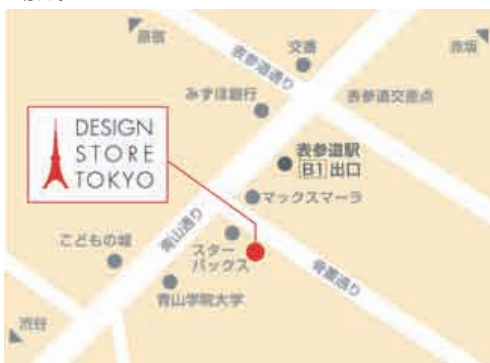 原宿
交番
赤坂
表参道通り
みずほ銀行
表参道交差点
DESIGN
STORE
TOKYO
表参道駅
[B1]出口
マックスマーラ
青山通り
こどもの城
スター
バックス
骨董通り
青山学院大学
渋谷